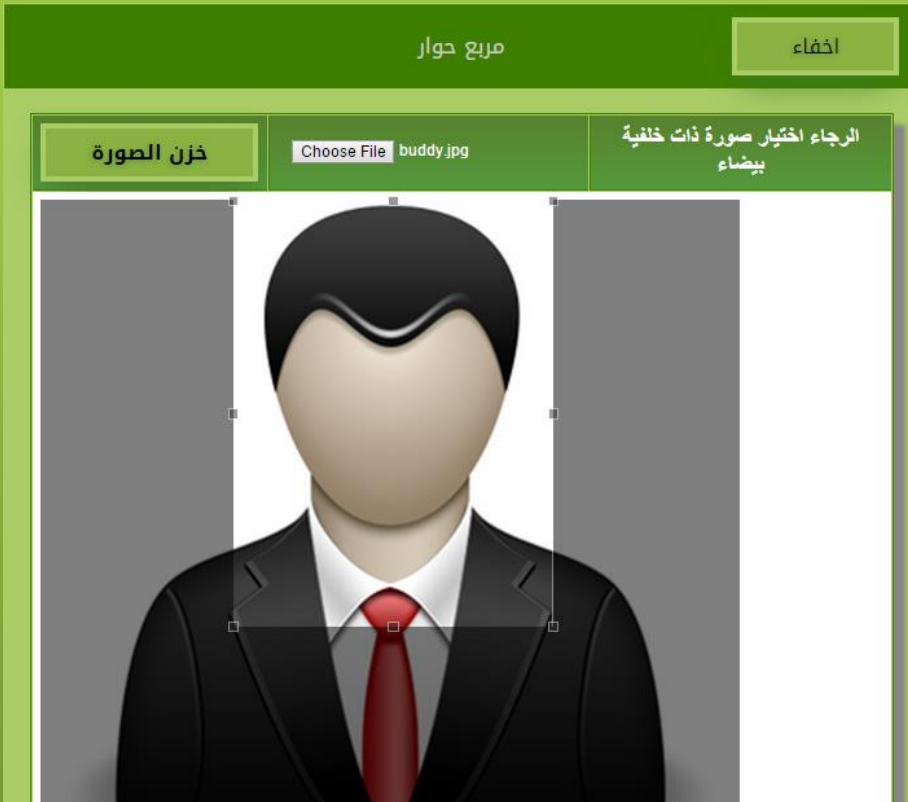 اخفاء
مربع حوار
الرجاء اختيار صورة ذات خلفية
بيضاء
Choose File buddy.jpg
خزن الصورة